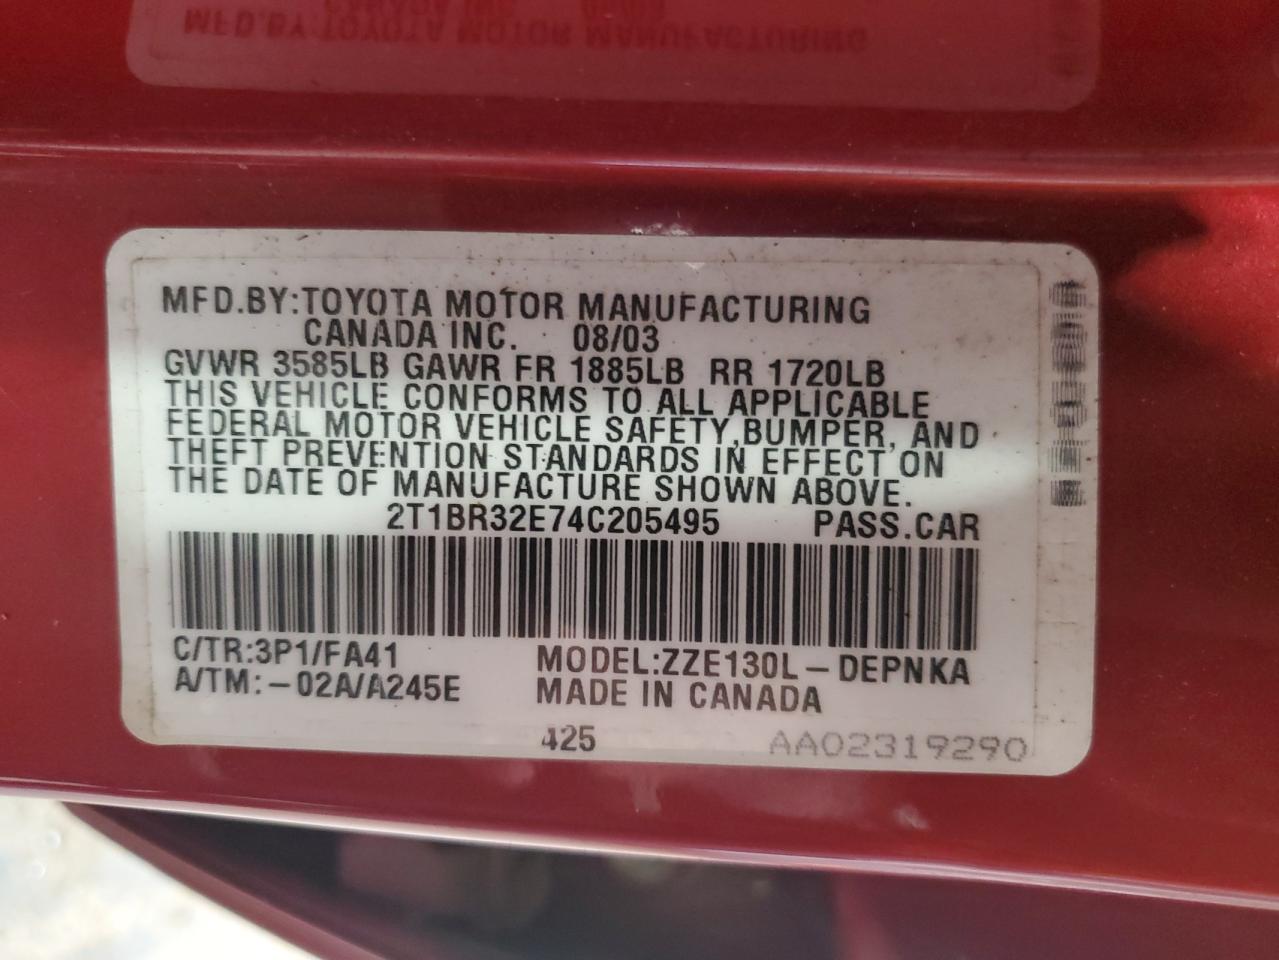 MFD.BY:TOYOTA MOTOR MANUFACTURING
CANADA INC. 08/03
GVWR 3585LB GAWR FR 1885LB RR 1720LB
THIS VEHICLE CONFORMS TO ALL APPLICABLE
FEDERAL MOTOR VEHICLE SAFETY,BUMPER, AND
THEFT PREVENTION STANDARDS IN EFFECT ON
THE DATE OF MANUFACTURE SHOWN ABOVE.
2T1BR32E74C205495 PASS.CAR
C/TR:3P1/FA41 MODEL:ZZE130L-DEPNKA
A/TM:-02A/A245E MADE IN CANADA
425 AA02319290